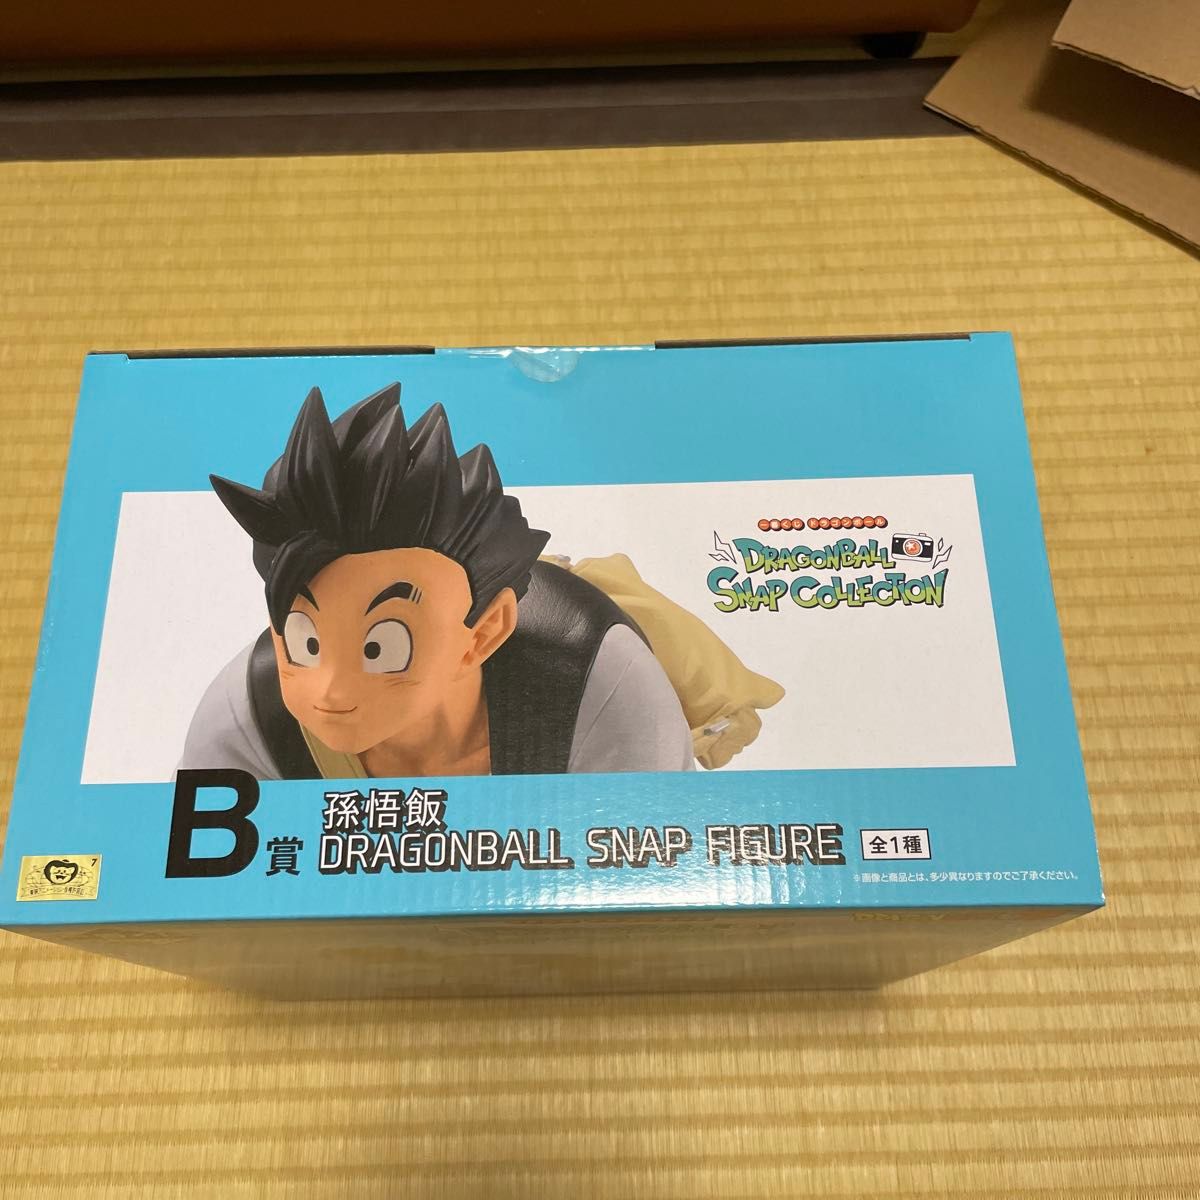 一番くじ ドラゴンボール
DRAGONBALL
SNAP COLLECTION
B賞
孫悟飯
DRAGONBALL SNAP FIGURE
全1種
※画像と商品とは、多少異なりますのでご了承ください。
7